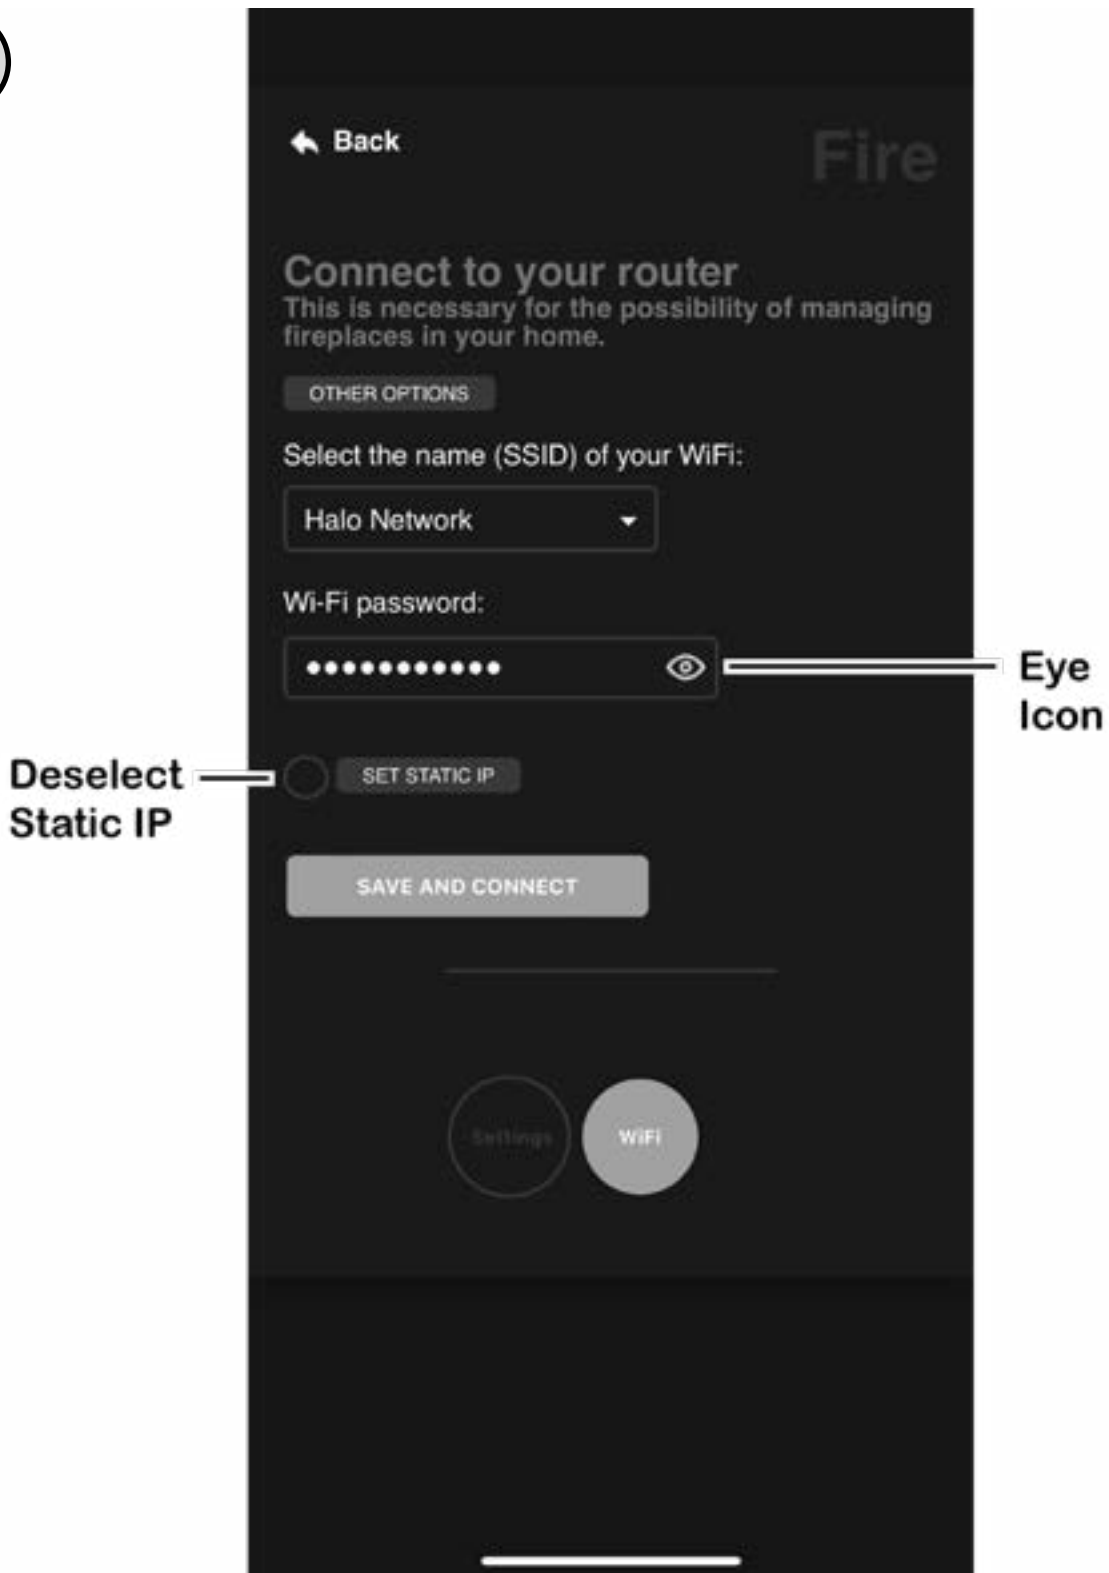 Back
Fire
Connect to your router
This is necessary for the possibility of managing
fireplaces in your home.
OTHER OPTIONS
Select the name (SSID) of your WiFi:
Halo Network
Wi-Fi password:
•••••••••••
Eye
Icon
Deselect
Static IP
SET STATIC IP
SAVE AND CONNECT
Settings
WiFi